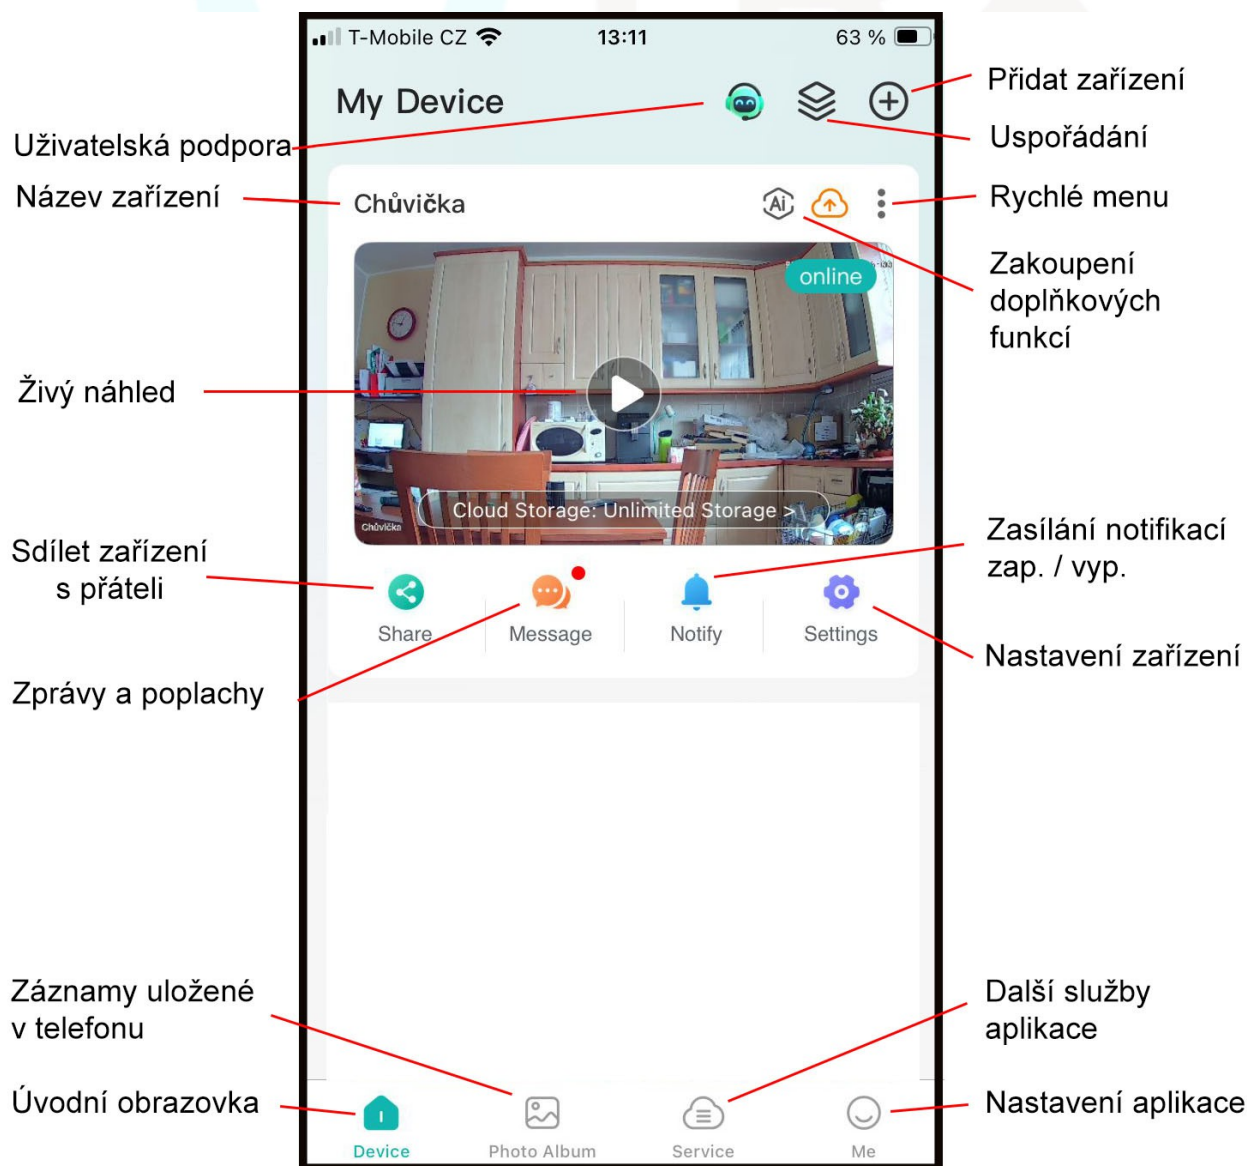 T-Mobile CZ 13:11 63 %
My Device
Přidat zařízení
Uspořádání
Uživatelská podpora
Název zařízení
Chůvička
Ai
Rychlé menu
Zakoupení
doplňkových
funkcí
online
Živý náhled
Cloud Storage: Unlimited Storage >
Chůvička
Sdílet zařízení
s přáteli
Zasílání notifikací
zap. / vyp.
Share
Message
Notify
Settings
Nastavení zařízení
Zprávy a poplachy
Záznamy uložené
v telefonu
Další služby
aplikace
Úvodní obrazovka
Nastavení aplikace
Device
Photo Album
Service
Me